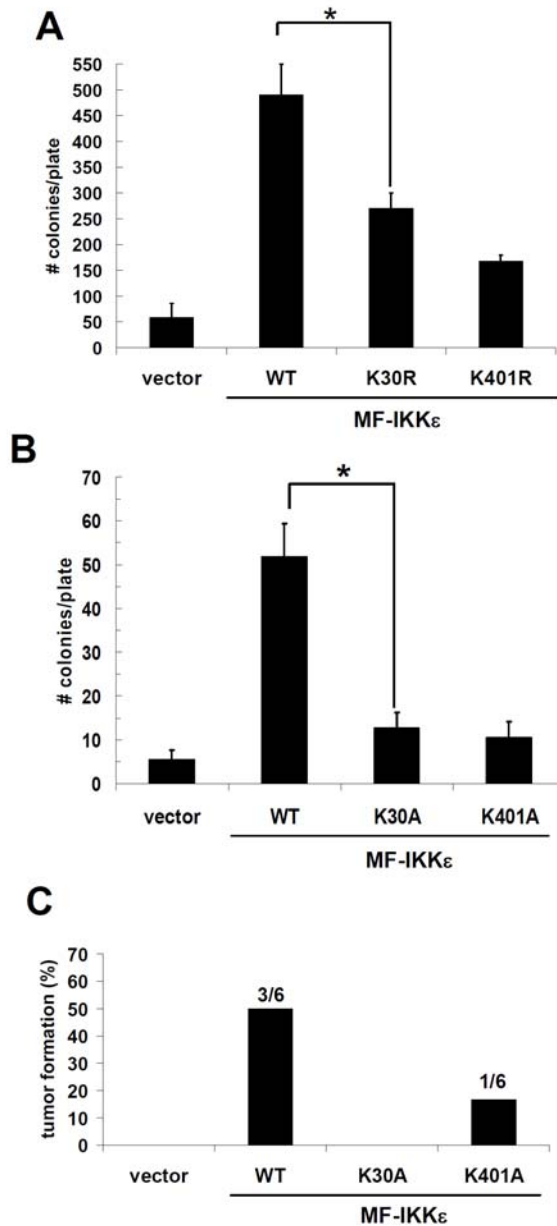 A
*
# colonies/plate
550
500
450
400
350
300
250
200
150
100
50
0
vector WT K30R K401R
MF-IKKε
B
*
# colonies/plate
70
60
50
40
30
20
10
0
vector WT K30A K401A
MF-IKKε
C
tumor formation (%)
70
60
50
40
30
20
10
0
3/6
1/6
vector WT K30A K401A
MF-IKKε